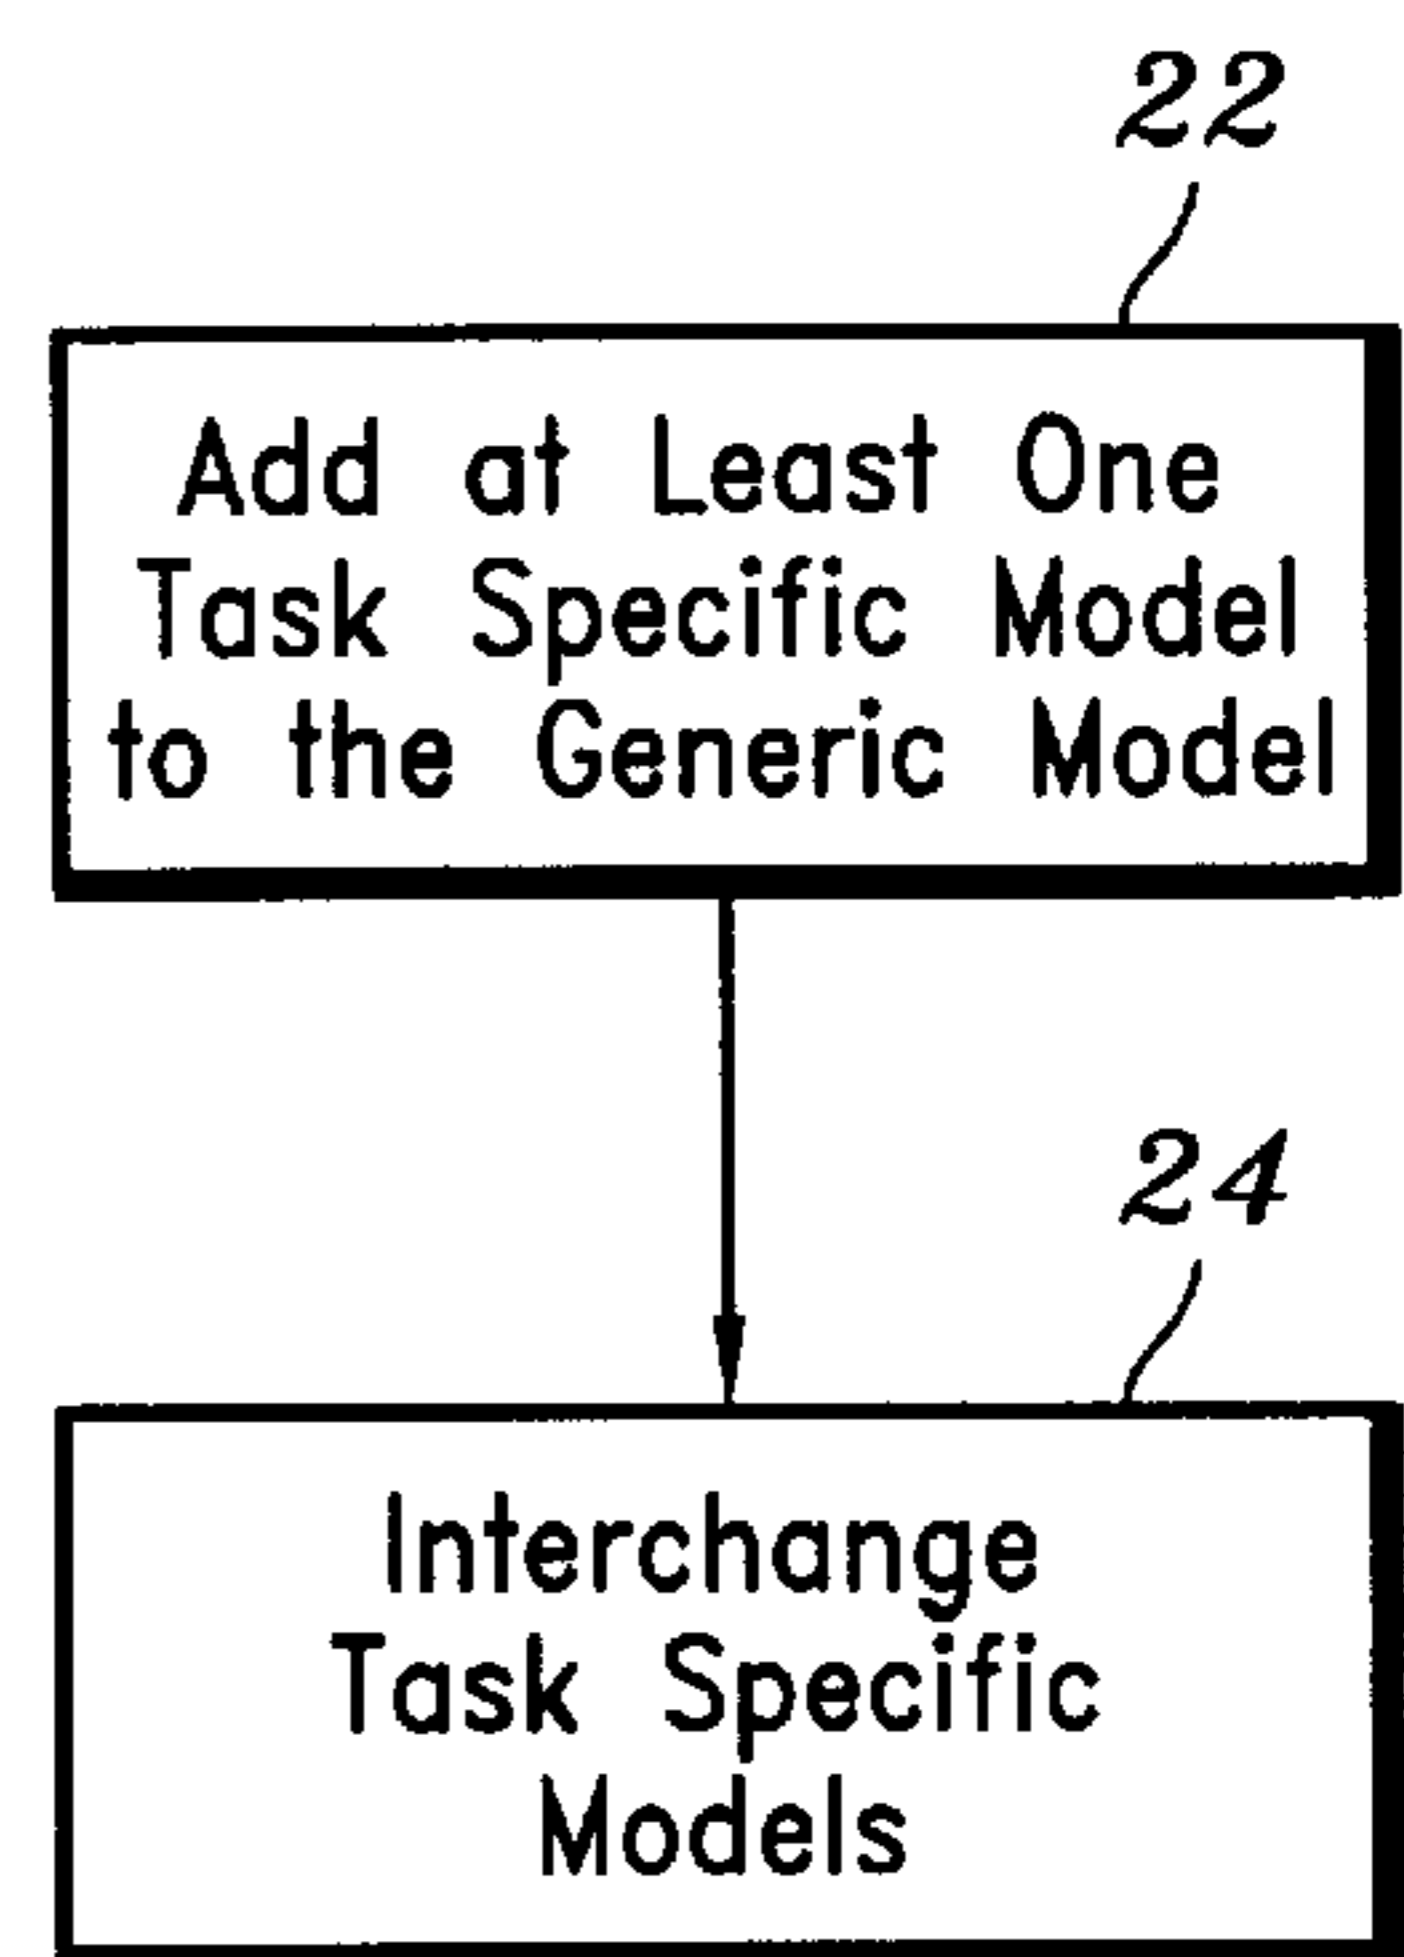 22
Add at Least One
Task Specific Model
to the Generic Model
24
Interchange
Task Specific
Models